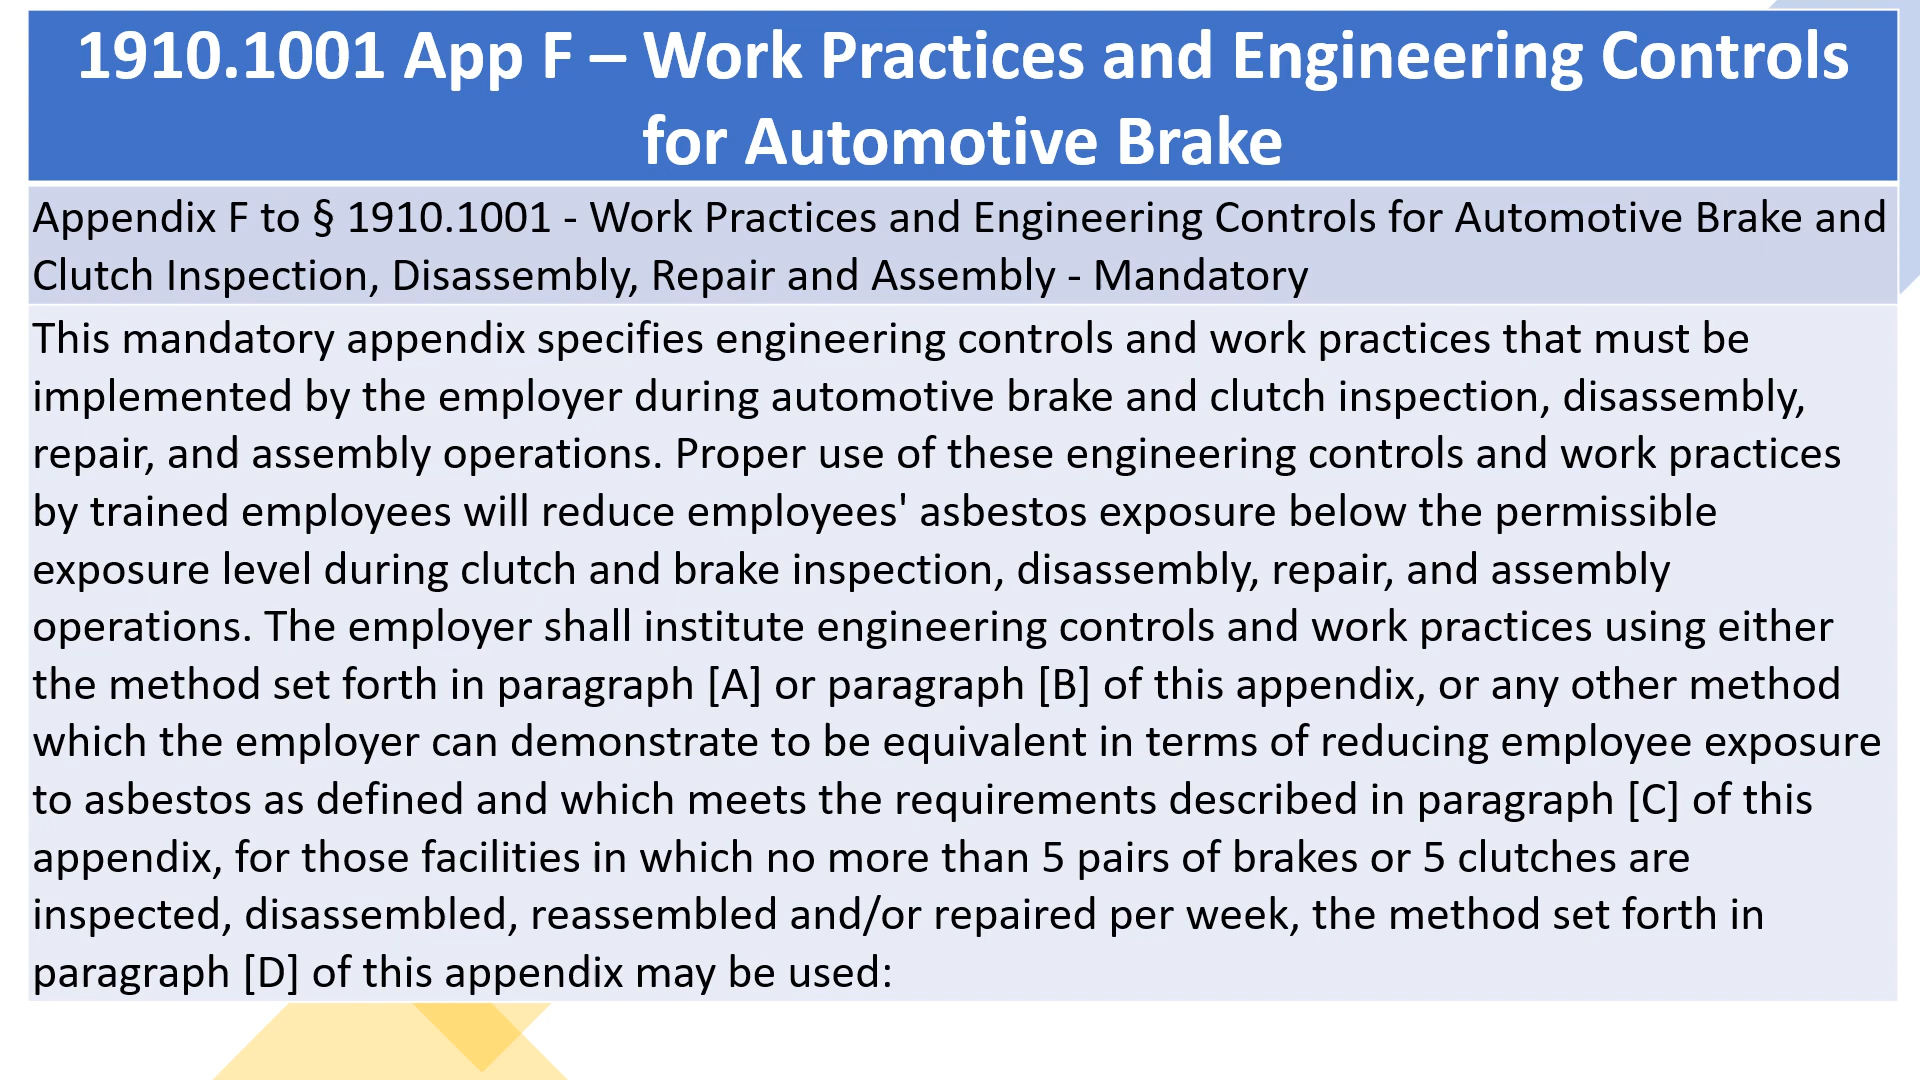 1910.1001 App F – Work Practices and Engineering Controls
for Automotive Brake
Appendix F to § 1910.1001 - Work Practices and Engineering Controls for Automotive Brake and
Clutch Inspection, Disassembly, Repair and Assembly - Mandatory
This mandatory appendix specifies engineering controls and work practices that must be
implemented by the employer during automotive brake and clutch inspection, disassembly,
repair, and assembly operations. Proper use of these engineering controls and work practices
by trained employees will reduce employees' asbestos exposure below the permissible
exposure level during clutch and brake inspection, disassembly, repair, and assembly
operations. The employer shall institute engineering controls and work practices using either
the method set forth in paragraph [A] or paragraph [B] of this appendix, or any other method
which the employer can demonstrate to be equivalent in terms of reducing employee exposure
to asbestos as defined and which meets the requirements described in paragraph [C] of this
appendix, for those facilities in which no more than 5 pairs of brakes or 5 clutches are
inspected, disassembled, reassembled and/or repaired per week, the method set forth in
paragraph [D] of this appendix may be used: